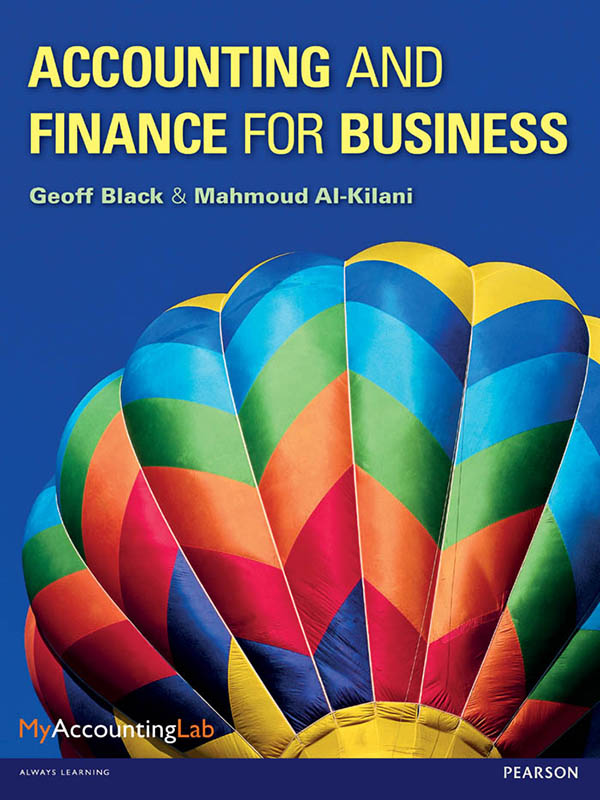 ACCOUNTING AND
FINANCE FOR BUSINESS
Geoff Black & Mahmoud Al-Kilani
MyAccountingLab
ALWAYS LEARNING
PEARSON